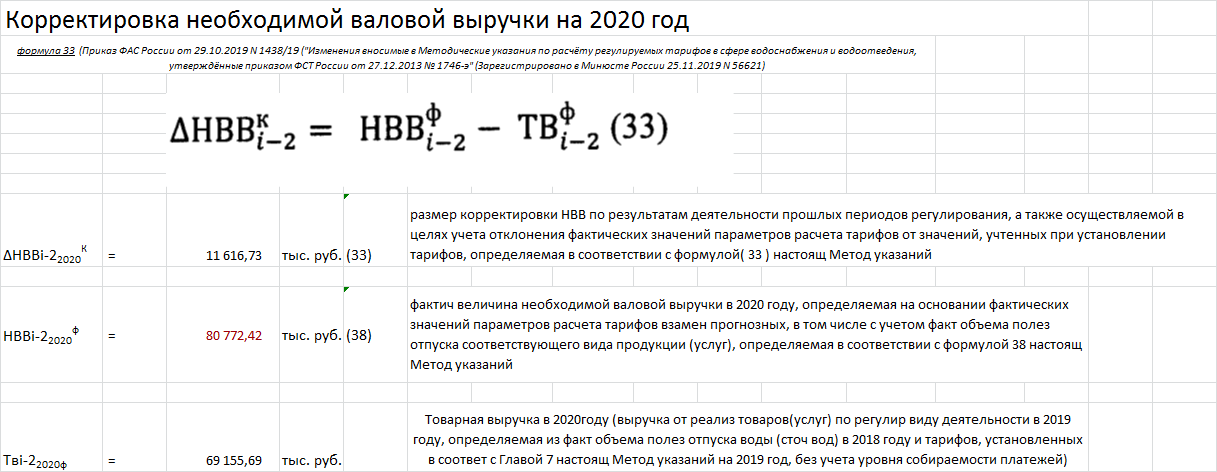 Корректировка необходимой валовой выручки на 2020 год
формула 33 (Приказ ФАС России от 29.10.2019 N 1438/19 ("Изменения вносимые в Методические указания по расчёту регулируемых тарифов в сфере водоснабжения и водоотведения,
утверждённые приказом ФСТ России от 27.12.2013 № 1746-э" (Зарегистрировано в Минюсте России 25.11.2019 N 56621)
ΔНВВ^к_{i−2} = НВВ^ф_{i−2} − ТВ^ф_{i−2} (33)
размер корректировки НВВ по результатам деятельности прошлых периодов регулирования, а также осуществляемой в
целях учета отклонения фактических значений параметров расчета тарифов от значений, учтенных при установлении
ΔНВВi-2₂₀₂₀ᴷ = 11 616,73 тыс. руб. (33) тарифов, определяемая в соответствии с формулой( 33 ) настоящ Метод указаний
фактич величина необходимой валовой выручки в 2020 году, определяемая на основании фактических
значений параметров расчета тарифов взамен прогнозных, в том числе с учетом факт объема полез
НВВi-2₂₀₂₀ф = 80 772,42 тыс. руб. (38) отпуска соответствующего вида продукции (услуг), определяемая в соответствии с формулой 38 настоящ
Метод указаний
Товарная выручка в 2020году (выручка от реализ товаров(услуг) по регулир виду деятельности в 2019
году, определяемая из факт объема полез отпуска воды (сточ вод) в 2018 году и тарифов, установленных
Твi-2₂₀₂₀ф = 69 155,69 тыс. руб. в соответ с Главой 7 настоящ Метод указаний на 2019 год, без учета уровня собираемости платежей)